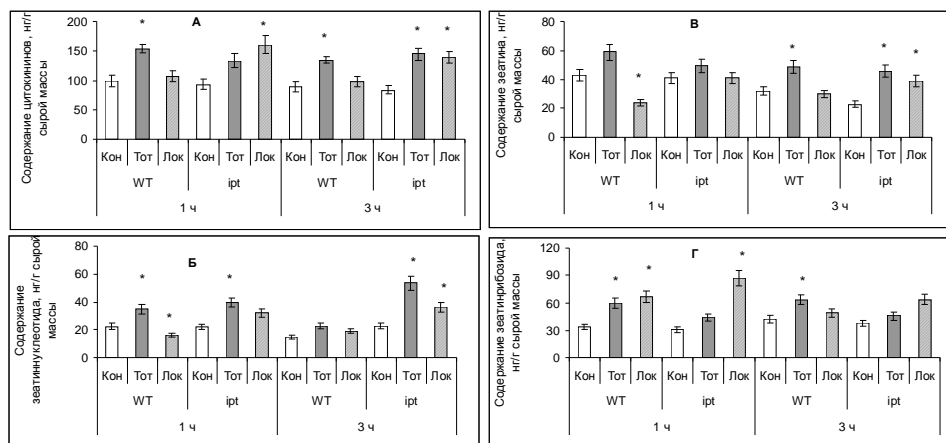 Содержание цитокининов, нг/г
сырой массы
А
200
150
100
50
0
* * * * *
Кон Тот Лок Кон Тот Лок Кон Тот Лок Кон Тот Лок
WT ipt WT ipt
1 ч 3 ч
Содержание зеатина, нг/г
сырой массы
В
80
60
40
20
0
* * * *
Кон Тот Лок Кон Тот Лок Кон Тот Лок Кон Тот Лок
WT ipt WT ipt
1 ч 3 ч
Содержание
зеатиннуклеотида, нг/г сырой
массы
Б
80
60
40
20
0
* * * * *
Кон Тот Лок Кон Тот Лок Кон Тот Лок Кон Тот Лок
WT ipt WT ipt
1 ч 3 ч
Содержание зеатинрибозида,
нг/г сырой массы
Г
120
90
60
30
0
* * * *
Кон Тот Лок Кон Тот Лок Кон Тот Лок Кон Тот Лок
WT ipt WT ipt
1 ч 3 ч